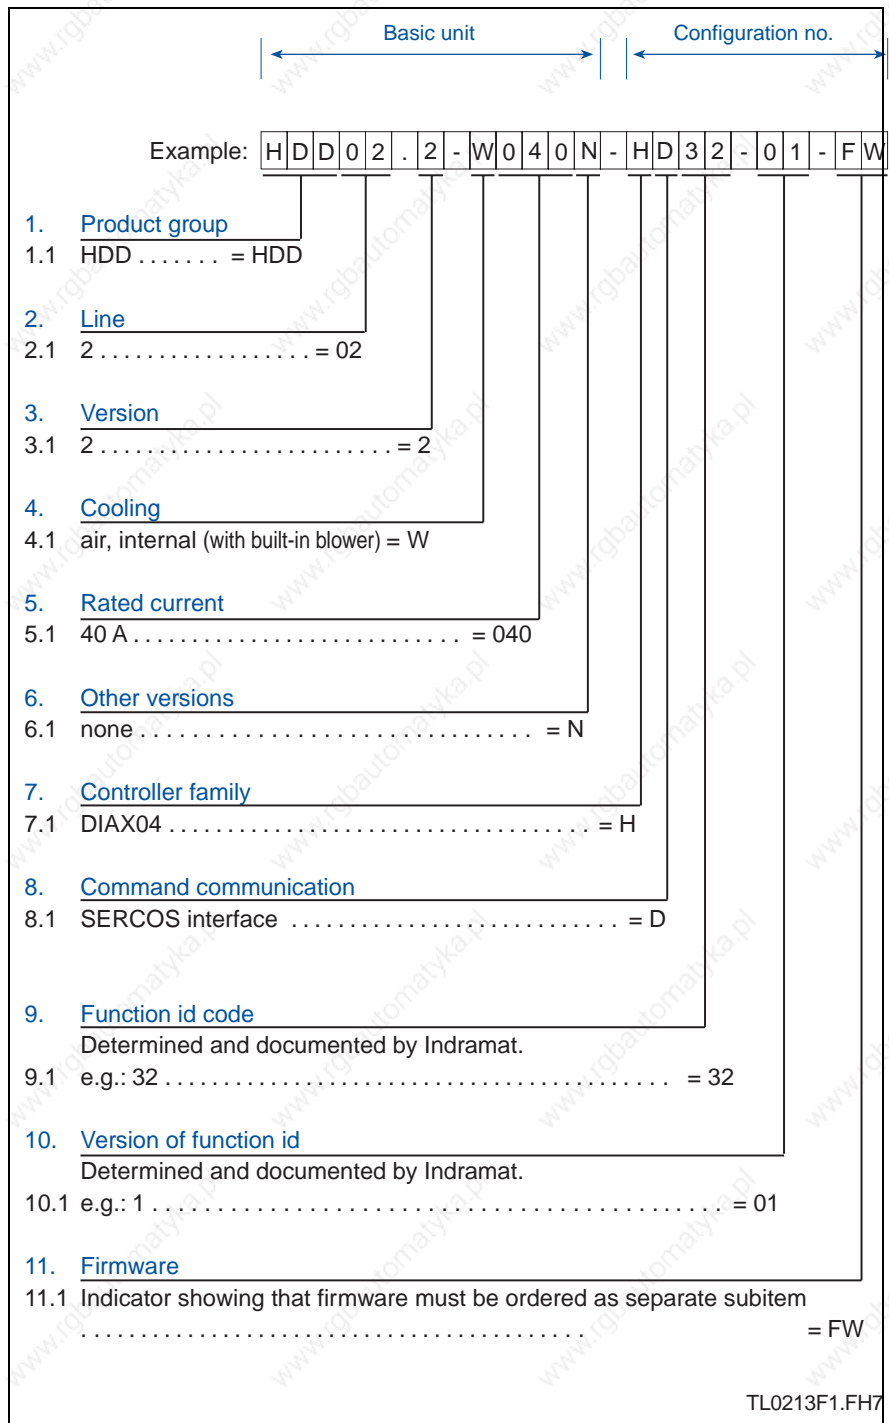 Basic unit Configuration no.
Example: HDD02.2-W040N-HD32-01-FW
1. Product group
1.1 HDD . . . . . . . = HDD
2. Line
2.1 2 . . . . . . . . . . . . . . . . . . = 02
3. Version
3.1 2 . . . . . . . . . . . . . . . . . . . . . . . . . = 2
4. Cooling
4.1 air, internal (with built-in blower) = W
5. Rated current
5.1 40 A . . . . . . . . . . . . . . . . . . . . . . . . . . . . = 040
6. Other versions
6.1 none . . . . . . . . . . . . . . . . . . . . . . . . . . . . . . . = N
7. Controller family
7.1 DIAX04 . . . . . . . . . . . . . . . . . . . . . . . . . . . . . . . . . . . . = H
8. Command communication
8.1 SERCOS interface . . . . . . . . . . . . . . . . . . . . . . . . . . . . = D
9. Function id code
Determined and documented by Indramat.
9.1 e.g.: 32 . . . . . . . . . . . . . . . . . . . . . . . . . . . . . . . . . . . . . . . . . . . = 32
10. Version of function id
Determined and documented by Indramat.
10.1 e.g.: 1 . . . . . . . . . . . . . . . . . . . . . . . . . . . . . . . . . . . . . . . . . . . . . . . . = 01
11. Firmware
11.1 Indicator showing that firmware must be ordered as separate subitem
. . . . . . . . . . . . . . . . . . . . . . . . . . . . . . . . . . . . . . . . . . = FW
TL0213F1.FH7
www.rgbautomatyka.pl